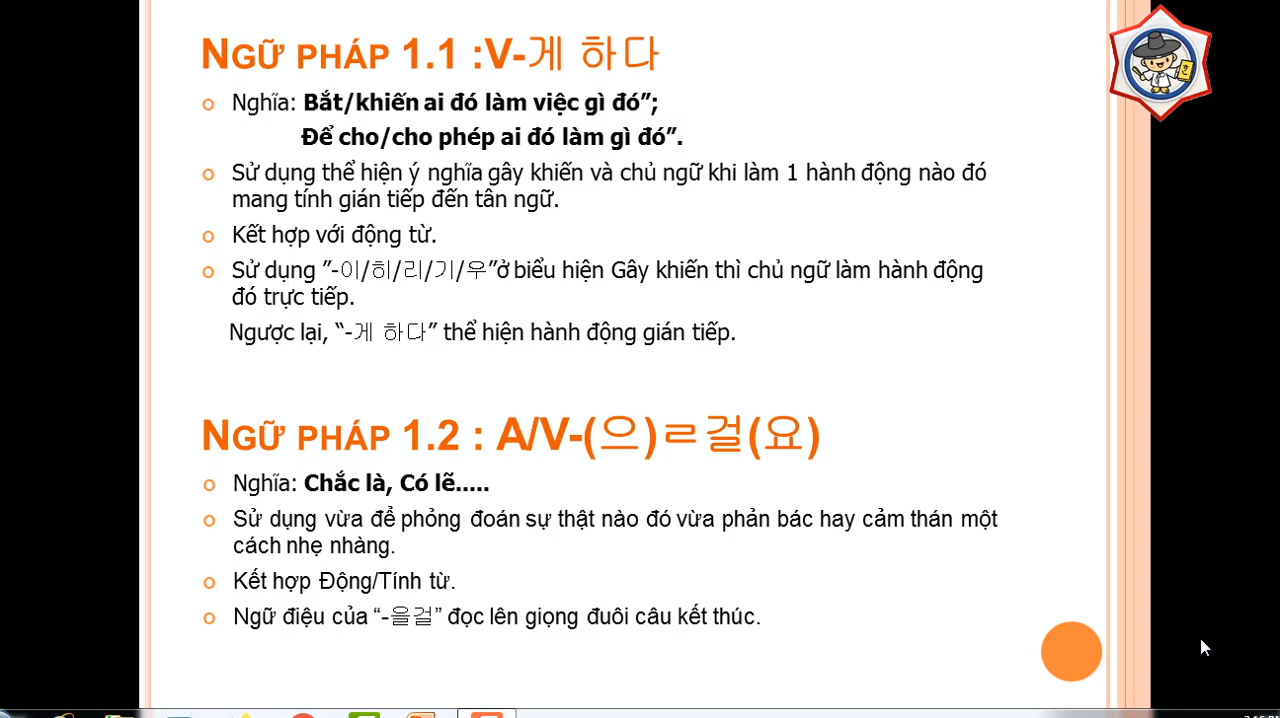 NGỮ PHÁP 1.1 :V-게 하다
o Nghĩa: Bắt/khiến ai đó làm việc gì đó”;
Để cho/cho phép ai đó làm gì đó”.
o Sử dụng thể hiện ý nghĩa gây khiến và chủ ngữ khi làm 1 hành động nào đó
mang tính gián tiếp đến tân ngữ.
o Kết hợp với động từ.
o Sử dụng ”-이/히/리/기/우”ở biểu hiện Gây khiến thì chủ ngữ làm hành động
đó trực tiếp.
Ngược lại, “-게 하다” thể hiện hành động gián tiếp.
NGỮ PHÁP 1.2 : A/V-(으)ㄹ걸(요)
o Nghĩa: Chắc là, Có lẽ.....
o Sử dụng vừa để phỏng đoán sự thật nào đó vừa phản bác hay cảm thán một
cách nhẹ nhàng.
o Kết hợp Động/Tính từ.
o Ngữ điệu của “-을걸” đọc lên giọng đuôi câu kết thúc.